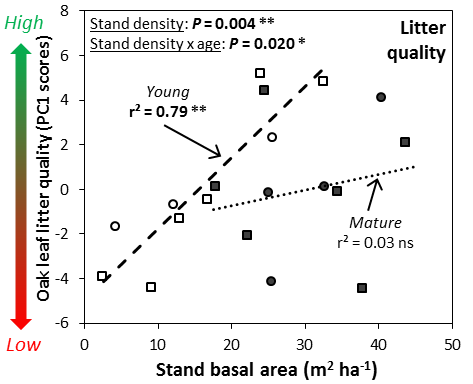 High
Stand density: P = 0.004 **
Stand density x age: P = 0.020 *
Litter
quality
Young
r² = 0.79 **
Mature
r² = 0.03 ns
Oak leaf litter quality (PC1 scores)
8
6
4
2
0
-2
-4
-6
Low
0 10 20 30 40 50
Stand basal area (m² ha⁻¹)